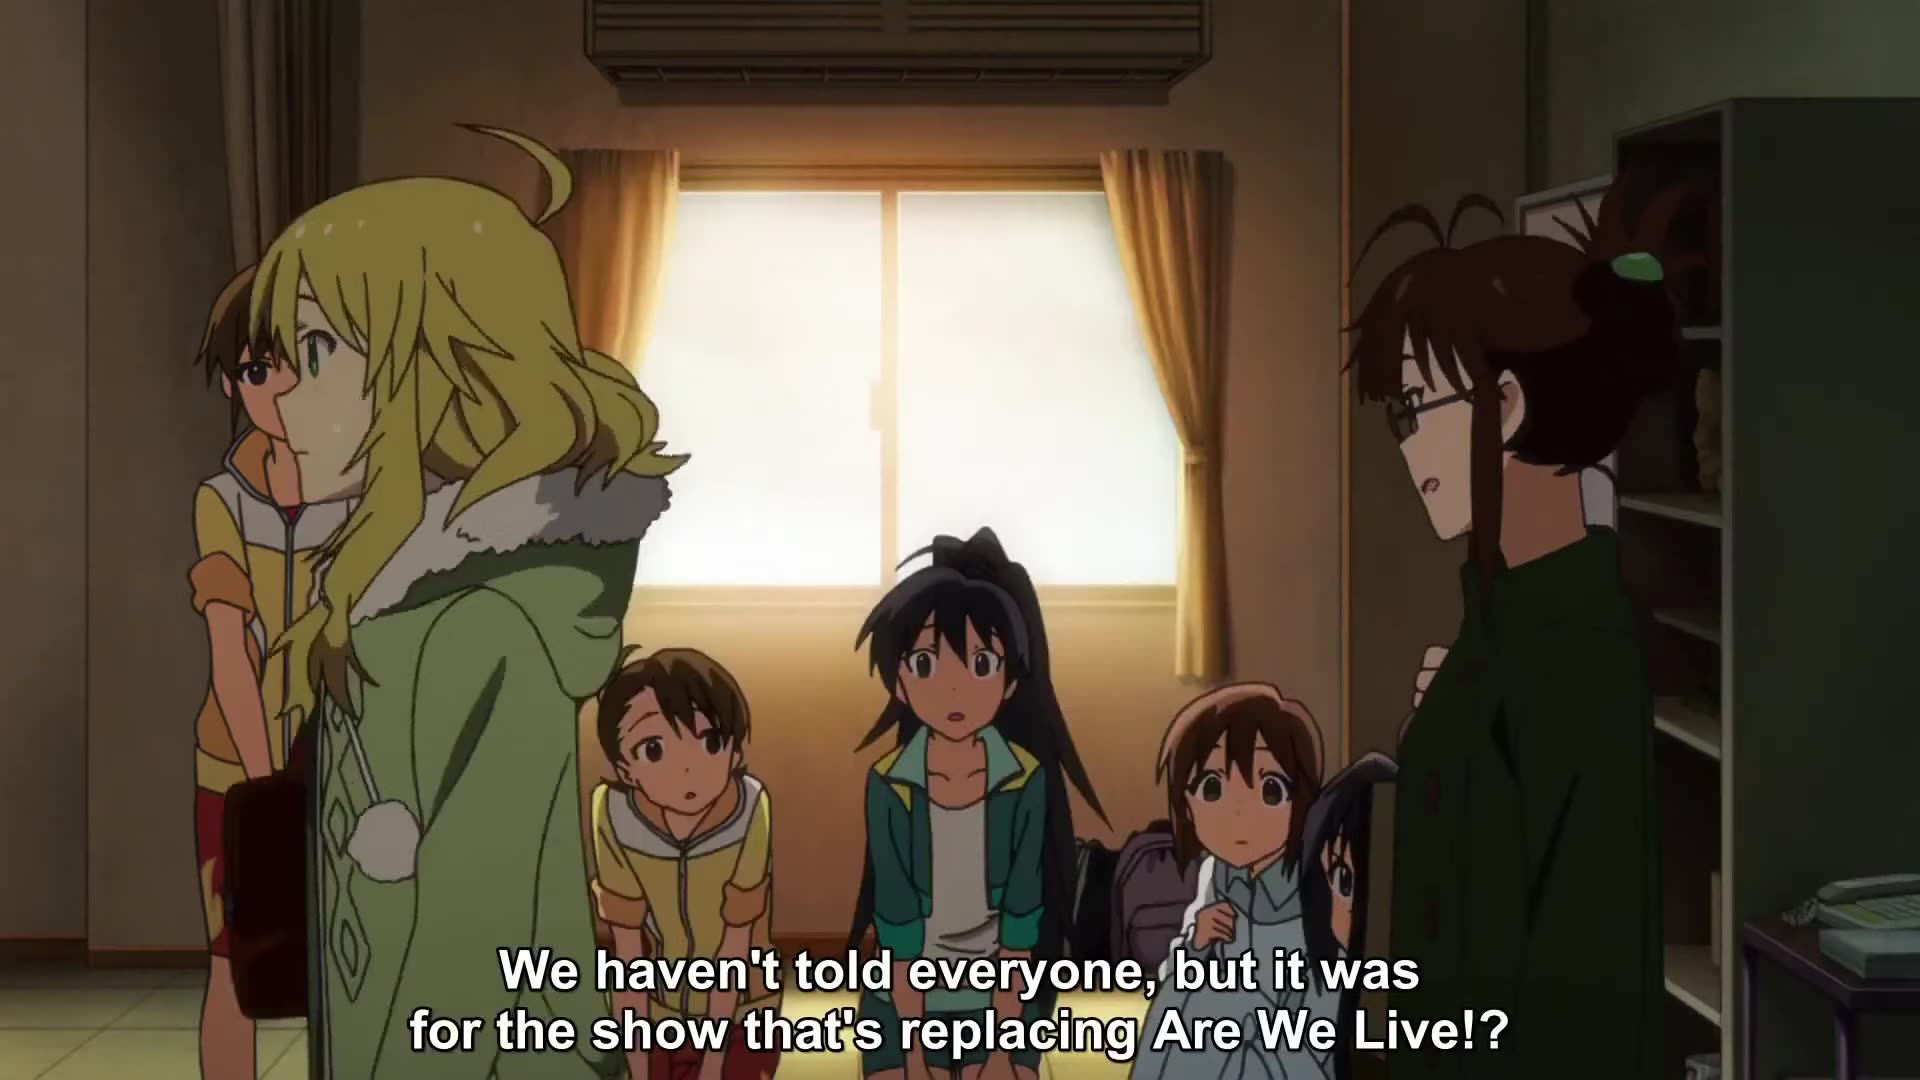 We haven't told everyone, but it was
for the show that's replacing Are We Live!?